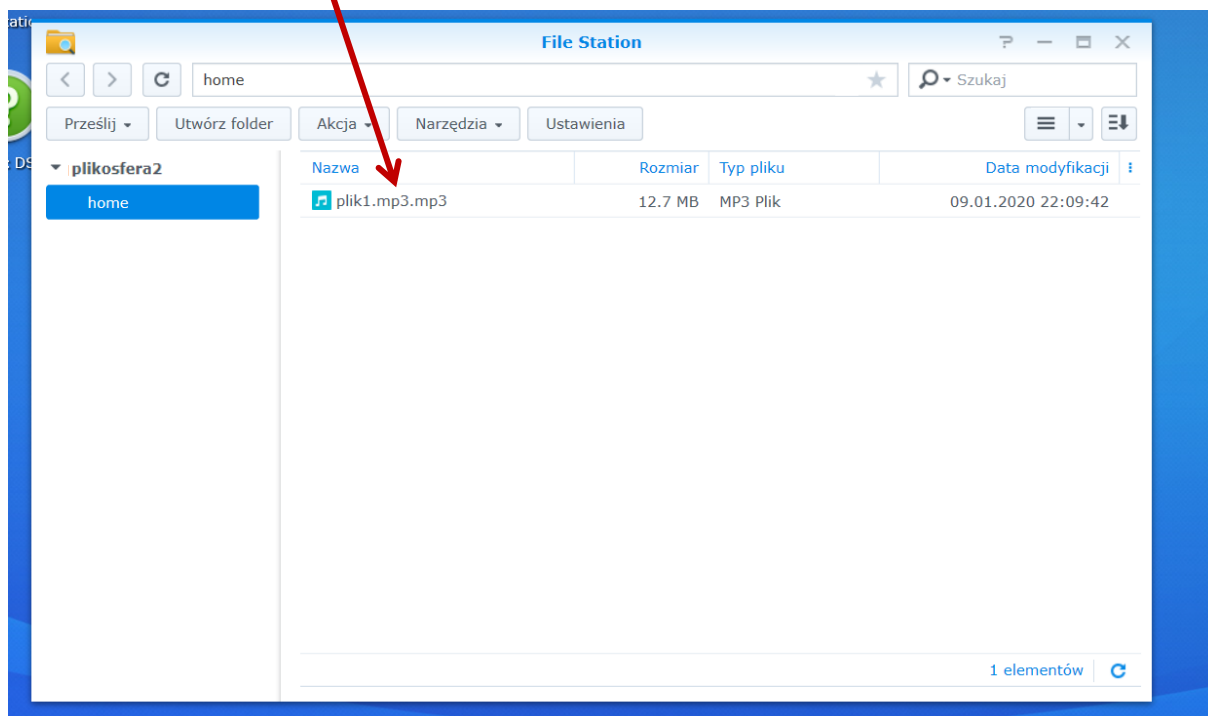 File Station
home
Szukaj
Prześlij Utwórz folder Akcja Narzędzia Ustawienia
DS
plikosfera2
home
Nazwa Rozmiar Typ pliku Data modyfikacji
plik1.mp3.mp3 12.7 MB MP3 Plik 09.01.2020 22:09:42
1 elementów